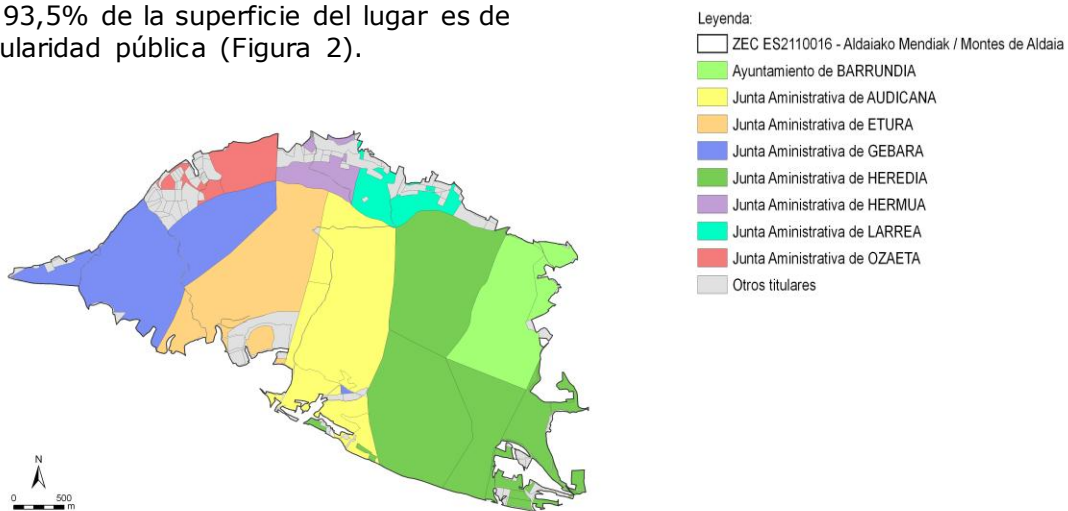 93,5% de la superficie del lugar es de
ularidad pública (Figura 2).
Leyenda:
ZEC ES2110016 - Aldaiako Mendiak / Montes de Aldaia
Ayuntamiento de BARRUNDIA
Junta Aministrativa de AUDICANA
Junta Aministrativa de ETURA
Junta Aministrativa de GEBARA
Junta Aministrativa de HEREDIA
Junta Aministrativa de HERMUA
Junta Aministrativa de LARREA
Junta Aministrativa de OZAETA
Otros titulares
N
0 500
m